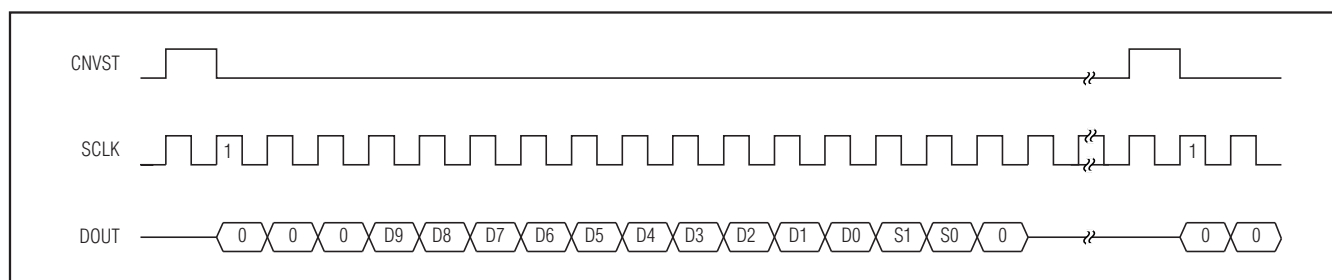 CNVST
SCLK 1 1
DOUT 0 0 0 D9 D8 D7 D6 D5 D4 D3 D2 D1 D0 S1 S0 0 0 0